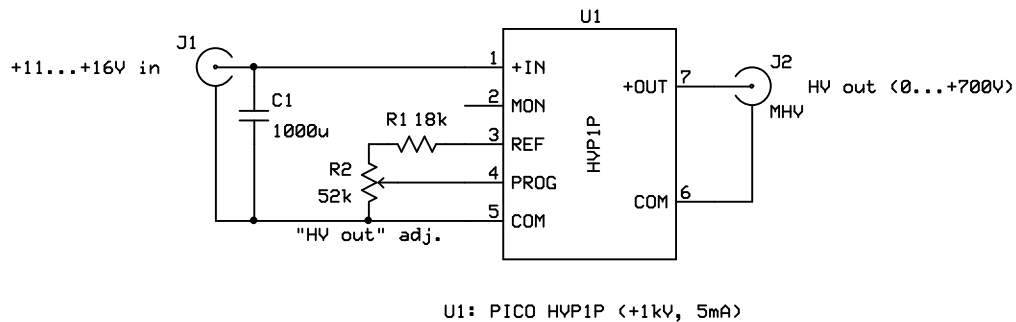 U1
J1
+11...+16V in
C1
1000u
R1 18k
R2
52k
"HV out" adj.
1
+IN
2
MON
3
REF
4
PROG
5
COM
HVP1P
+OUT
7
COM
6
J2
MHV
HV out (0...+700V)
U1: PICO HVP1P (+1kV, 5mA)